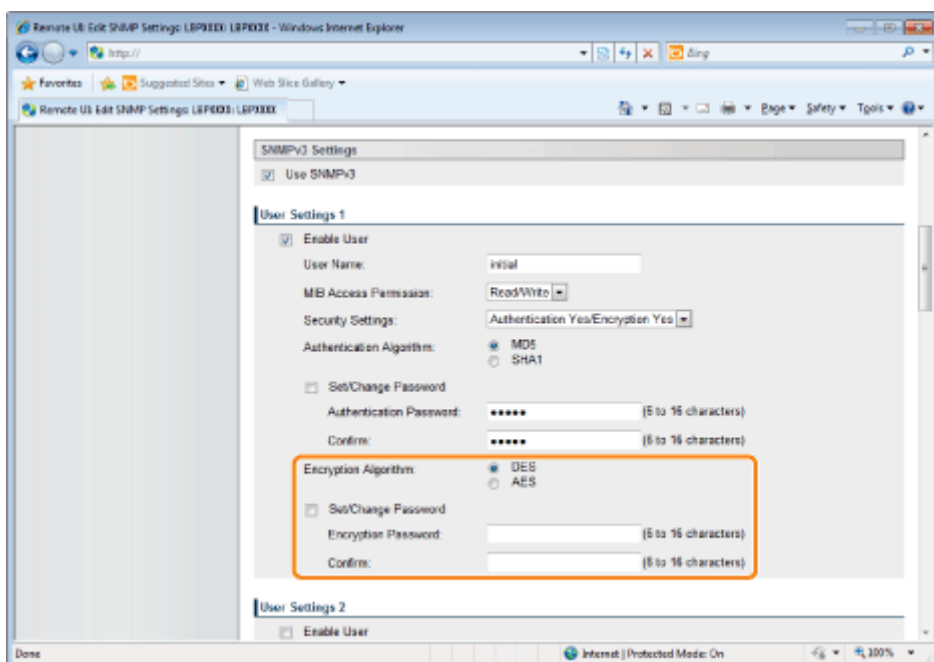 Remote UI: Edit SNMP Settings: LBPXXXX: LBPXXXX - Windows Internet Explorer
http://
Bing
Favorites
Suggested Sites
Web Slice Gallery
Remote UI: Edit SNMP Settings: LBPXXXX: LBPXXXX
Page
Safety
Tools
SNMPv3 Settings
Use SNMPv3
User Settings 1
Enable User
User Name: initial
MIB Access Permission: Read/Write
Security Settings: Authentication Yes/Encryption Yes
Authentication Algorithm: MD5
SHA1
Set/Change Password
Authentication Password: ••••• (6 to 16 characters)
Confirm: ••••• (6 to 16 characters)
Encryption Algorithm: DES
AES
Set/Change Password
Encryption Password: (6 to 16 characters)
Confirm: (6 to 16 characters)
User Settings 2
Enable User
Done
Internet | Protected Mode: On
100%